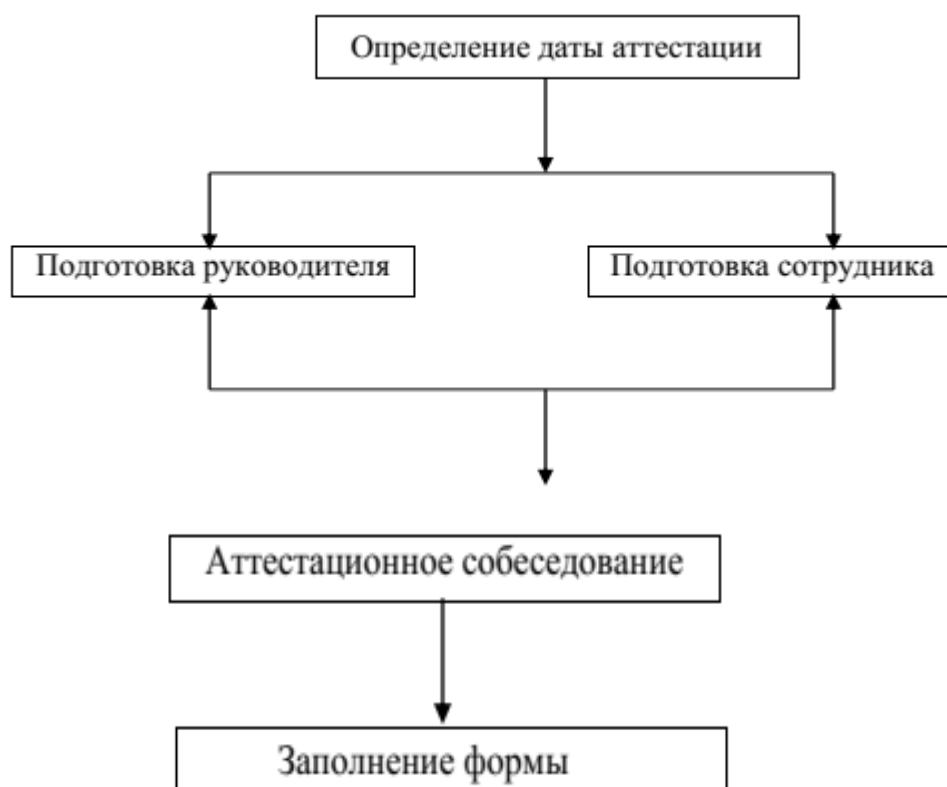 Определение даты аттестации
Подготовка руководителя
Подготовка сотрудника
Аттестационное собеседование
Заполнение формы